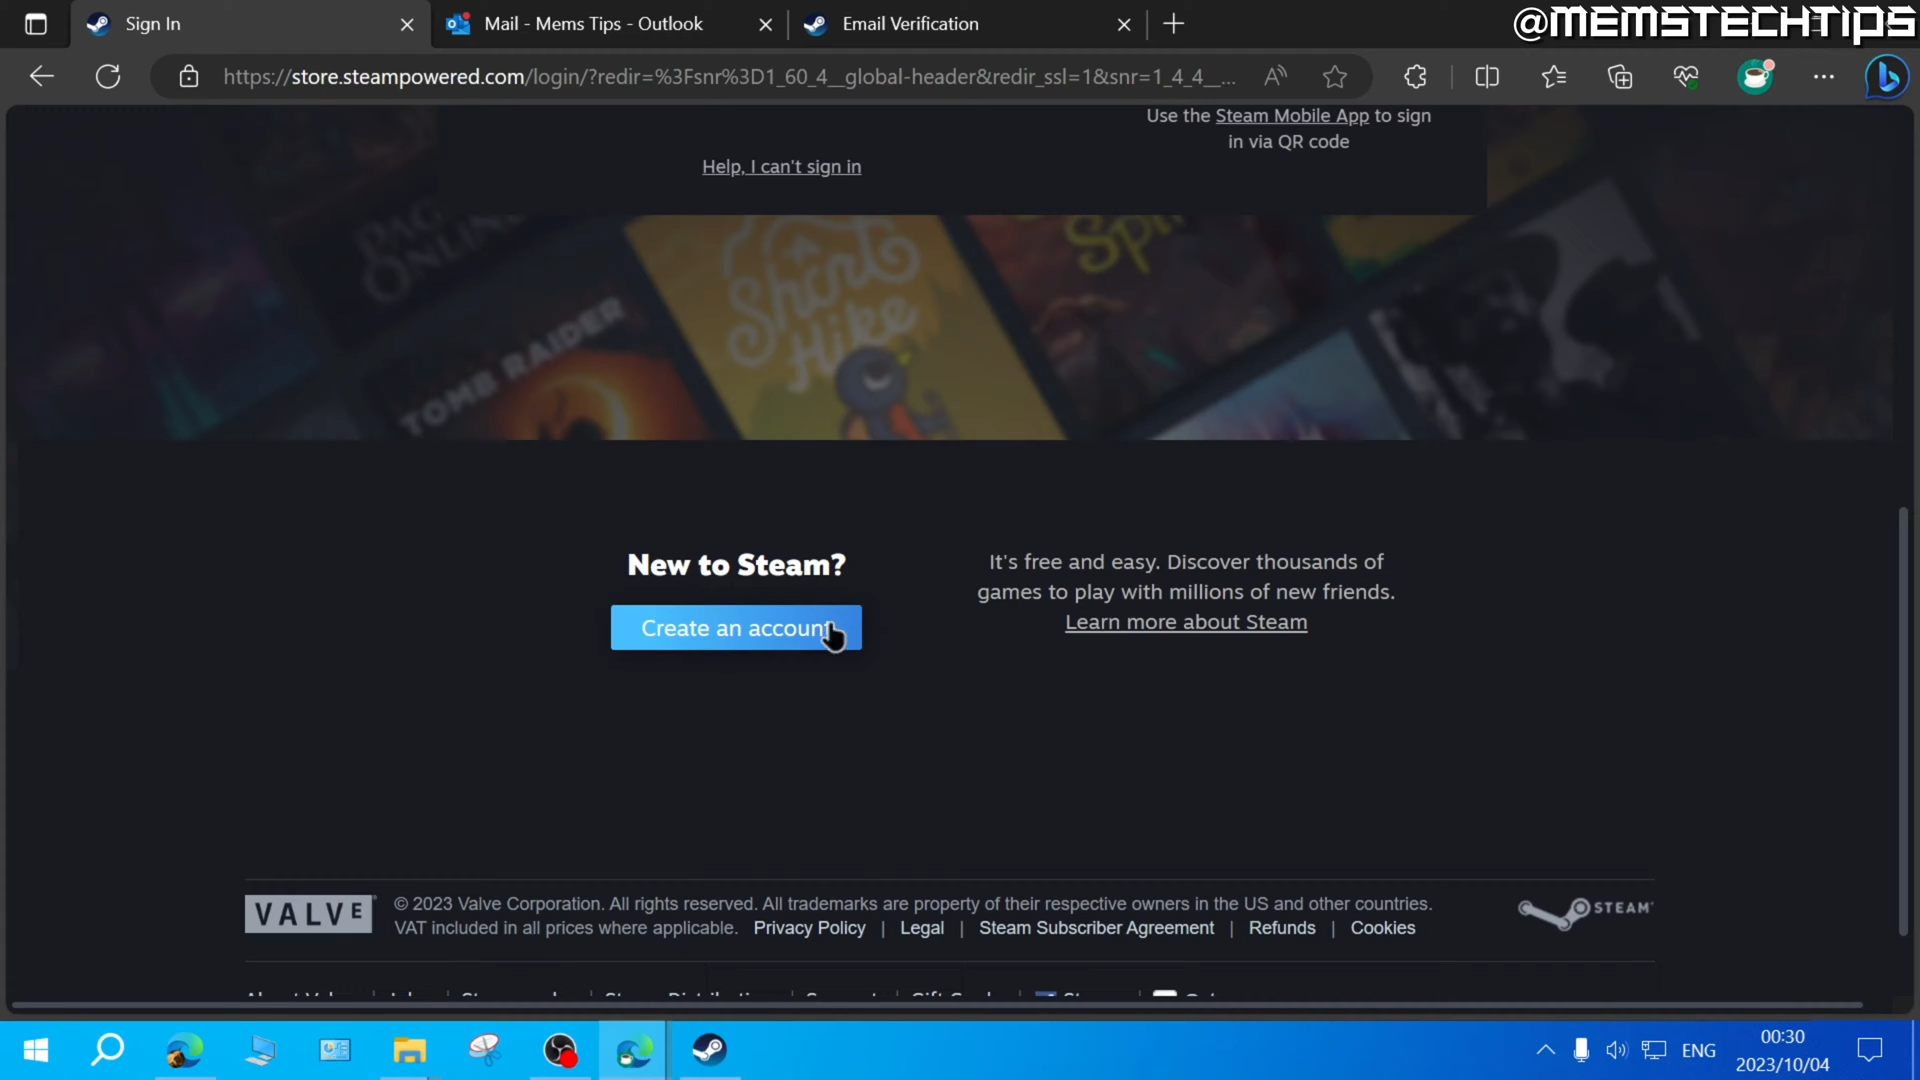 Sign In
Mail - Mems Tips - Outlook
Email Verification
@MEMSTECHTIPS
https://store.steampowered.com/login/?redir=%3Fsnr%3D1_60_4__global-header&redir_ssl=1&snr=1_4_4__...
Use the Steam Mobile App to sign
in via QR code
Help, I can't sign in
Short
Hike
TOMB RAIDER
New to Steam?
Create an account
It's free and easy. Discover thousands of
games to play with millions of new friends.
Learn more about Steam
VALVE
© 2023 Valve Corporation. All rights reserved. All trademarks are property of their respective owners in the US and other countries.
VAT included in all prices where applicable. Privacy Policy | Legal | Steam Subscriber Agreement | Refunds | Cookies
STEAM
ENG
00:30
2023/10/04